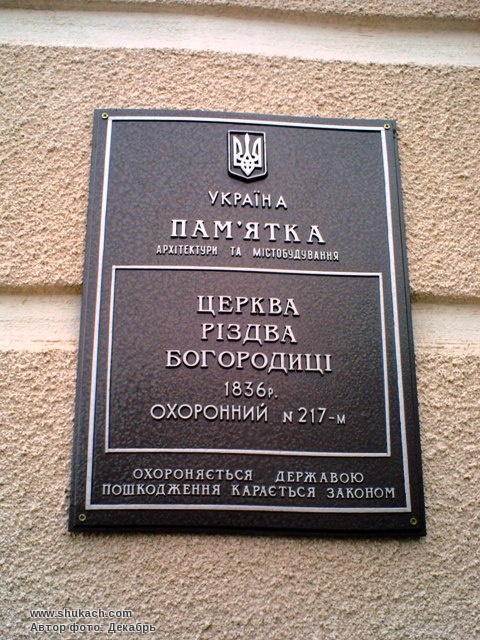 УКРАЇНА
ПАМ'ЯТКА
АРХІТЕКТУРИ ТА МІСТОБУДУВАННЯ
ЦЕРКВА
РІЗДВА
БОГОРОДИЦІ
1836р.
ОХОРОННИЙ N 217-м
ОХОРОНЯЄТЬСЯ ДЕРЖАВОЮ
ПОШКОДЖЕННЯ КАРАЄТЬСЯ ЗАКОНОМ
www.shukach.com
Автор фото: Декабрь